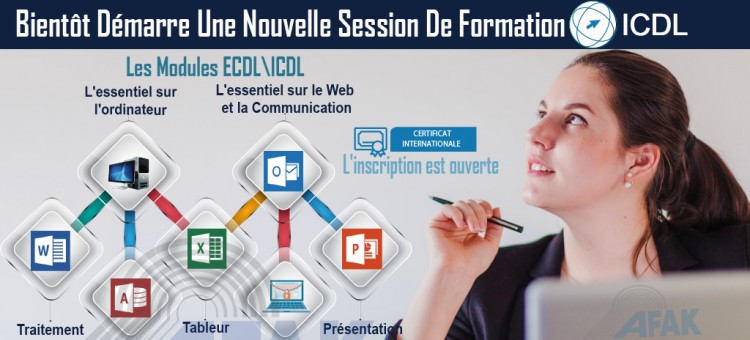 Bientôt Démarre Une Nouvelle Session De Formation ICDL
Les Modules ECDL\ICDL
L'essentiel sur
l'ordinateur
L'essentiel sur le Web
et la Communication
CERTIFICAT
INTERNATIONALE
L'inscription est ouverte
O
W
X
P
A
Traitement
Tableur
Présentation
AFAK
AFAK